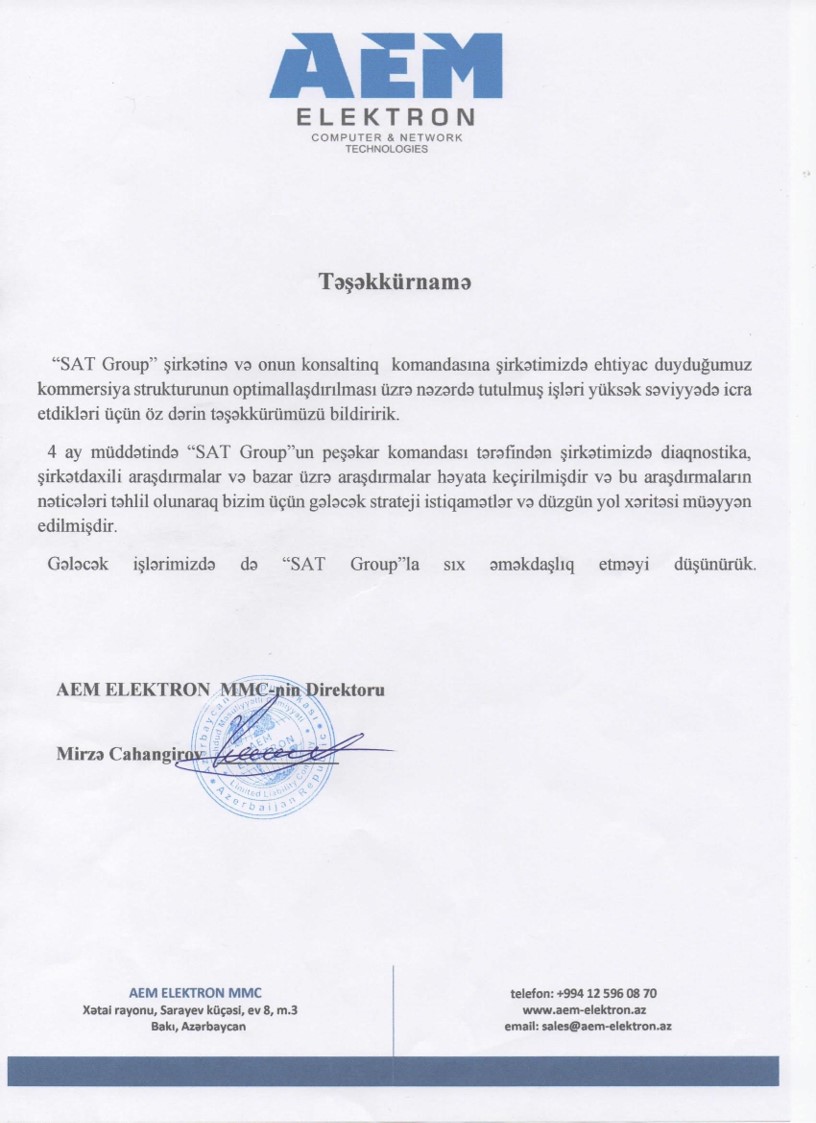 AEM
ELEKTRON
COMPUTER & NETWORK
TECHNOLOGIES
Təşəkkürnamə
“SAT Group” şirkətinə və onun konsaltinq komandasına şirkətimizdə ehtiyac duyduğumuz
kommersiya strukturunun optimallaşdırılması üzrə nəzərdə tutulmuş işləri yüksək səviyyədə icra
etdikləri üçün öz dərin təşəkkürümüzü bildiririk.
4 ay müddətində “SAT Group”un peşəkar komandası tərəfindən şirkətimizdə diaqnostika,
şirkətdaxili araşdırmalar və bazar üzrə araşdırmalar həyata keçirilmişdir və bu araşdırmaların
nəticələri təhlil olunaraq bizim üçün gələcək strateji istiqamətlər və düzgün yol xəritəsi müəyyən
edilmişdir.
Gələcək işlərimizdə də “SAT Group”la sıx əməkdaşlıq etməyi düşünürük.
AEM ELEKTRON MMC-nin Direktoru
Mirzə Cahangirov
AEM
ELEKTRON
Limited Liability Company
Azerbaijan Republic
AEM ELEKTRON MMC
Xətai rayonu, Sarayev küçəsi, ev 8, m.3
Bakı, Azərbaycan
telefon: +994 12 596 08 70
www.aem-elektron.az
email: sales@aem-elektron.az